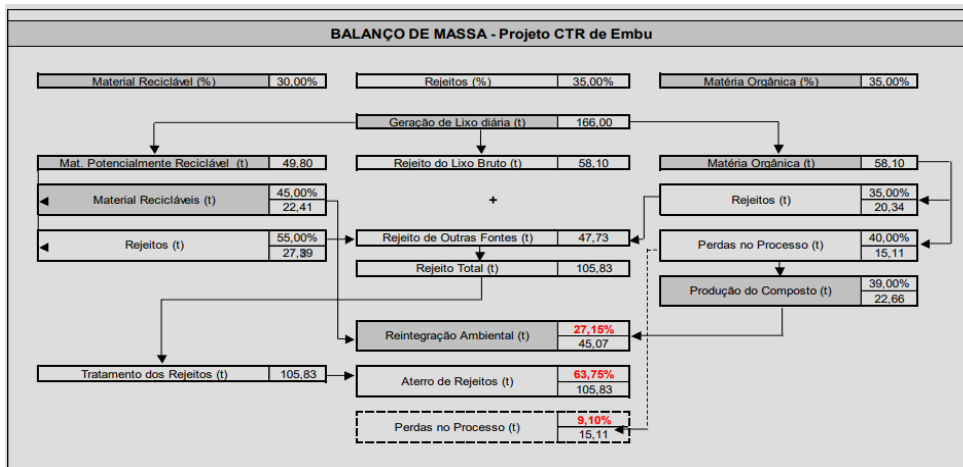 BALANÇO DE MASSA - Projeto CTR de Embu
Material Reciclável (%) 30,00% Rejeitos (%) 35,00% Matéria Orgânica (%) 35,00%
Geração de Lixo diária (t) 166,00
Mat. Potencialmente Reciclável (t) 49,80 Rejeito do Lixo Bruto (t) 58,10 Matéria Orgânica (t) 58,10
Material Recicláveis (t) 45,00% 22,41
+
Rejeitos (t) 35,00% 20,34
Rejeitos (t) 55,00% 27,39
Rejeito de Outras Fontes (t) 47,73
Perdas no Processo (t) 40,00% 15,11
Rejeito Total (t) 105,83
Produção do Composto (t) 39,00% 22,66
Reintegração Ambiental (t) 27,15% 45,07
Tratamento dos Rejeitos (t) 105,83
Aterro de Rejeitos (t) 63,75% 105,83
Perdas no Processo (t) 9,10% 15,11